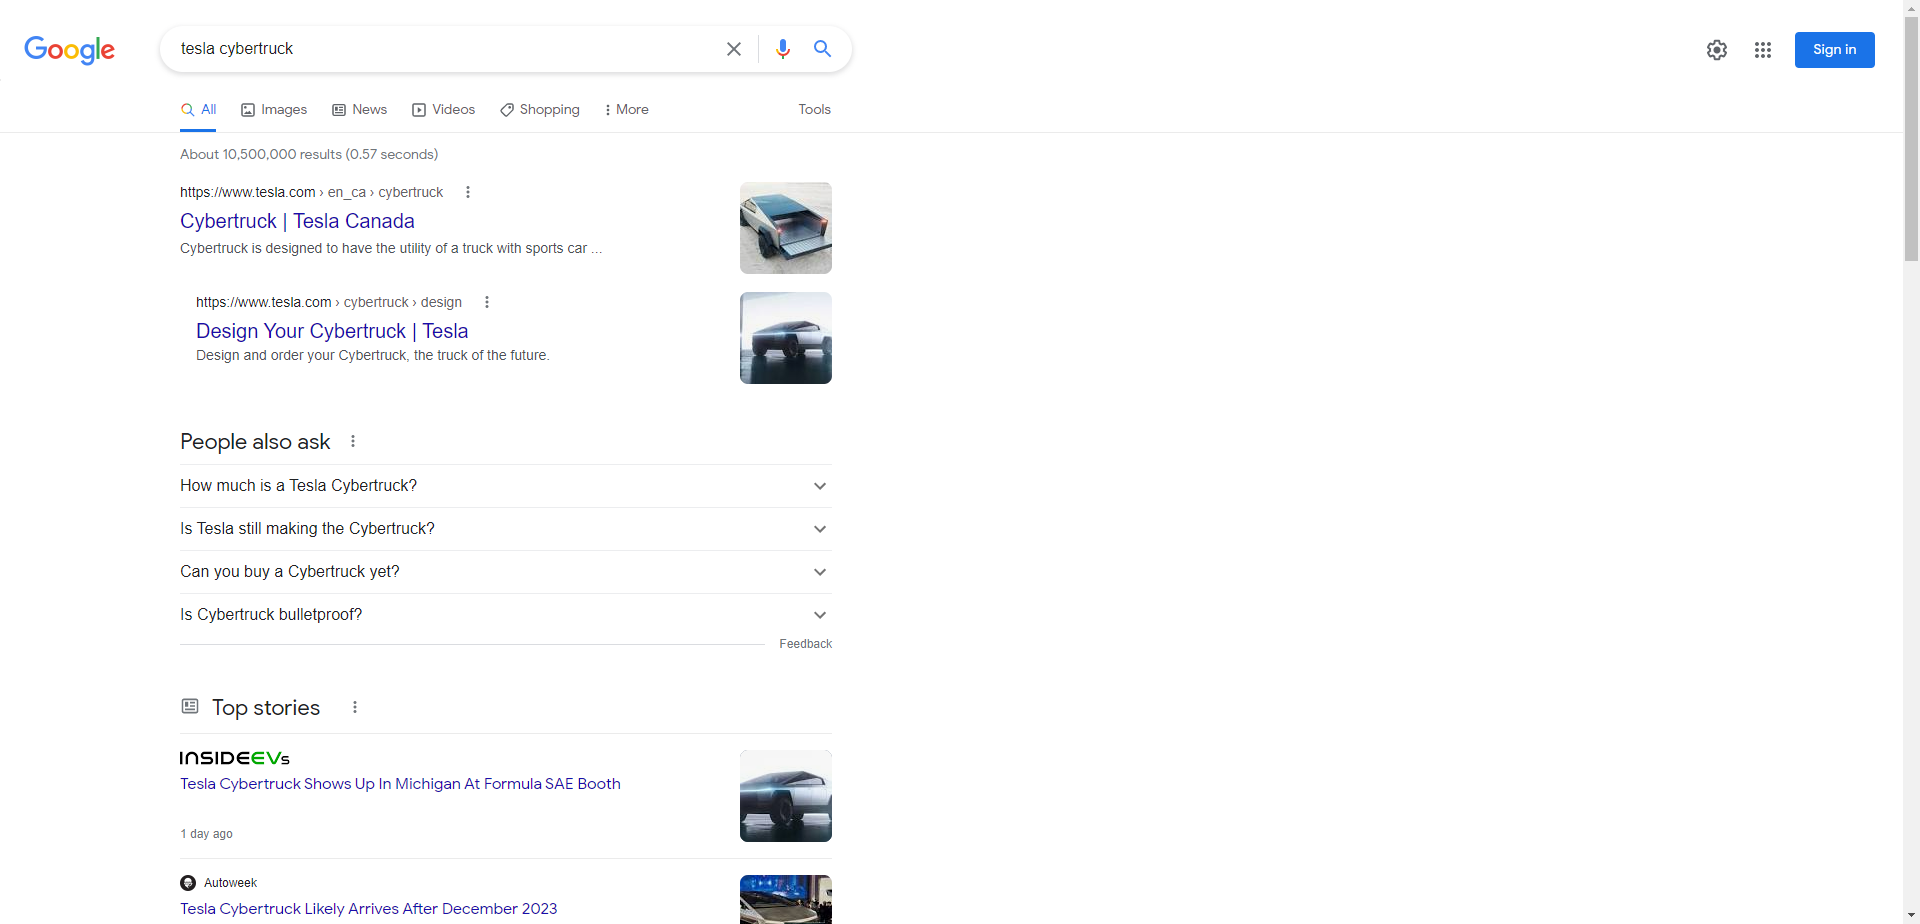 Google
tesla cybertruck
Sign in
All
Images
News
Videos
Shopping
More
Tools
About 10,500,000 results (0.57 seconds)
https://www.tesla.com › en_ca › cybertruck
Cybertruck | Tesla Canada
Cybertruck is designed to have the utility of a truck with sports car ...
https://www.tesla.com › cybertruck › design
Design Your Cybertruck | Tesla
Design and order your Cybertruck, the truck of the future.
People also ask
How much is a Tesla Cybertruck?
Is Tesla still making the Cybertruck?
Can you buy a Cybertruck yet?
Is Cybertruck bulletproof?
Feedback
Top stories
INSIDEEVs
Tesla Cybertruck Shows Up In Michigan At Formula SAE Booth
1 day ago
Autoweek
Tesla Cybertruck Likely Arrives After December 2023